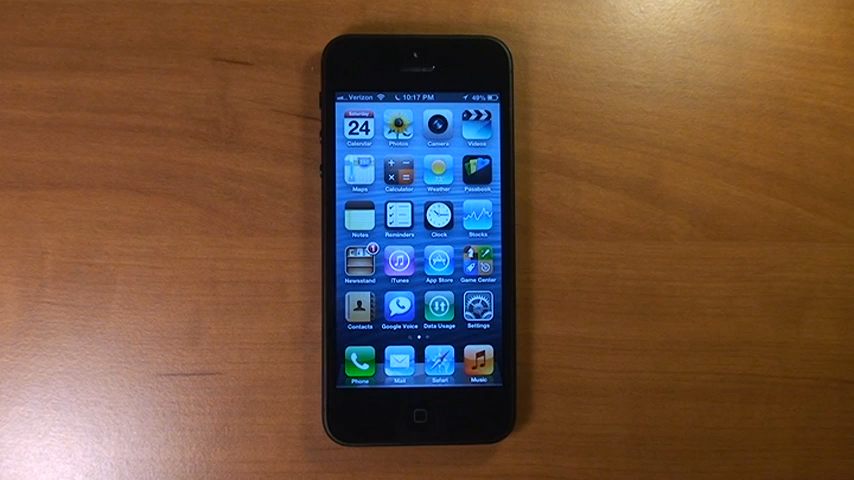 Verizon 10:17 PM 49%
Saturday
24
Calendar Photos Camera Videos
Maps Calculator Weather Passbook
Notes Reminders Clock Stocks
1
Newsstand iTunes App Store Game Center
Contacts Google Voice Data Usage Settings
Phone Mail Safari Music